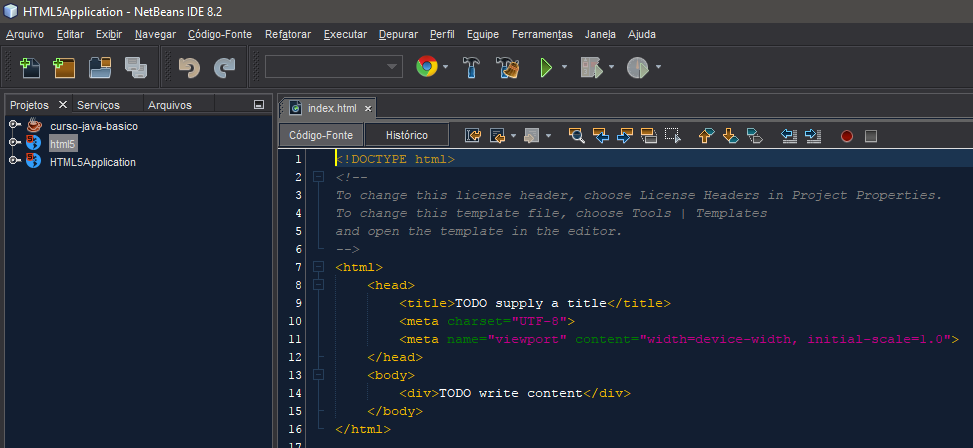 HTML5Application - NetBeans IDE 8.2
Arquivo Editar Exibir Navegar Código-Fonte Refatorar Executar Depurar Perfil Equipe Ferramentas Janela Ajuda
Projetos Serviços Arquivos
curso-java-basico
html5
HTML5Application
index.html
Código-Fonte Histórico
1 <!DOCTYPE html>
2 <!--
3 To change this license header, choose License Headers in Project Properties.
4 To change this template file, choose Tools | Templates
5 and open the template in the editor.
6 -->
7 <html>
8 <head>
9 <title>TODO supply a title</title>
10 <meta charset="UTF-8">
11 <meta name="viewport" content="width=device-width, initial-scale=1.0">
12 </head>
13 <body>
14 <div>TODO write content</div>
15 </body>
16 </html>
17